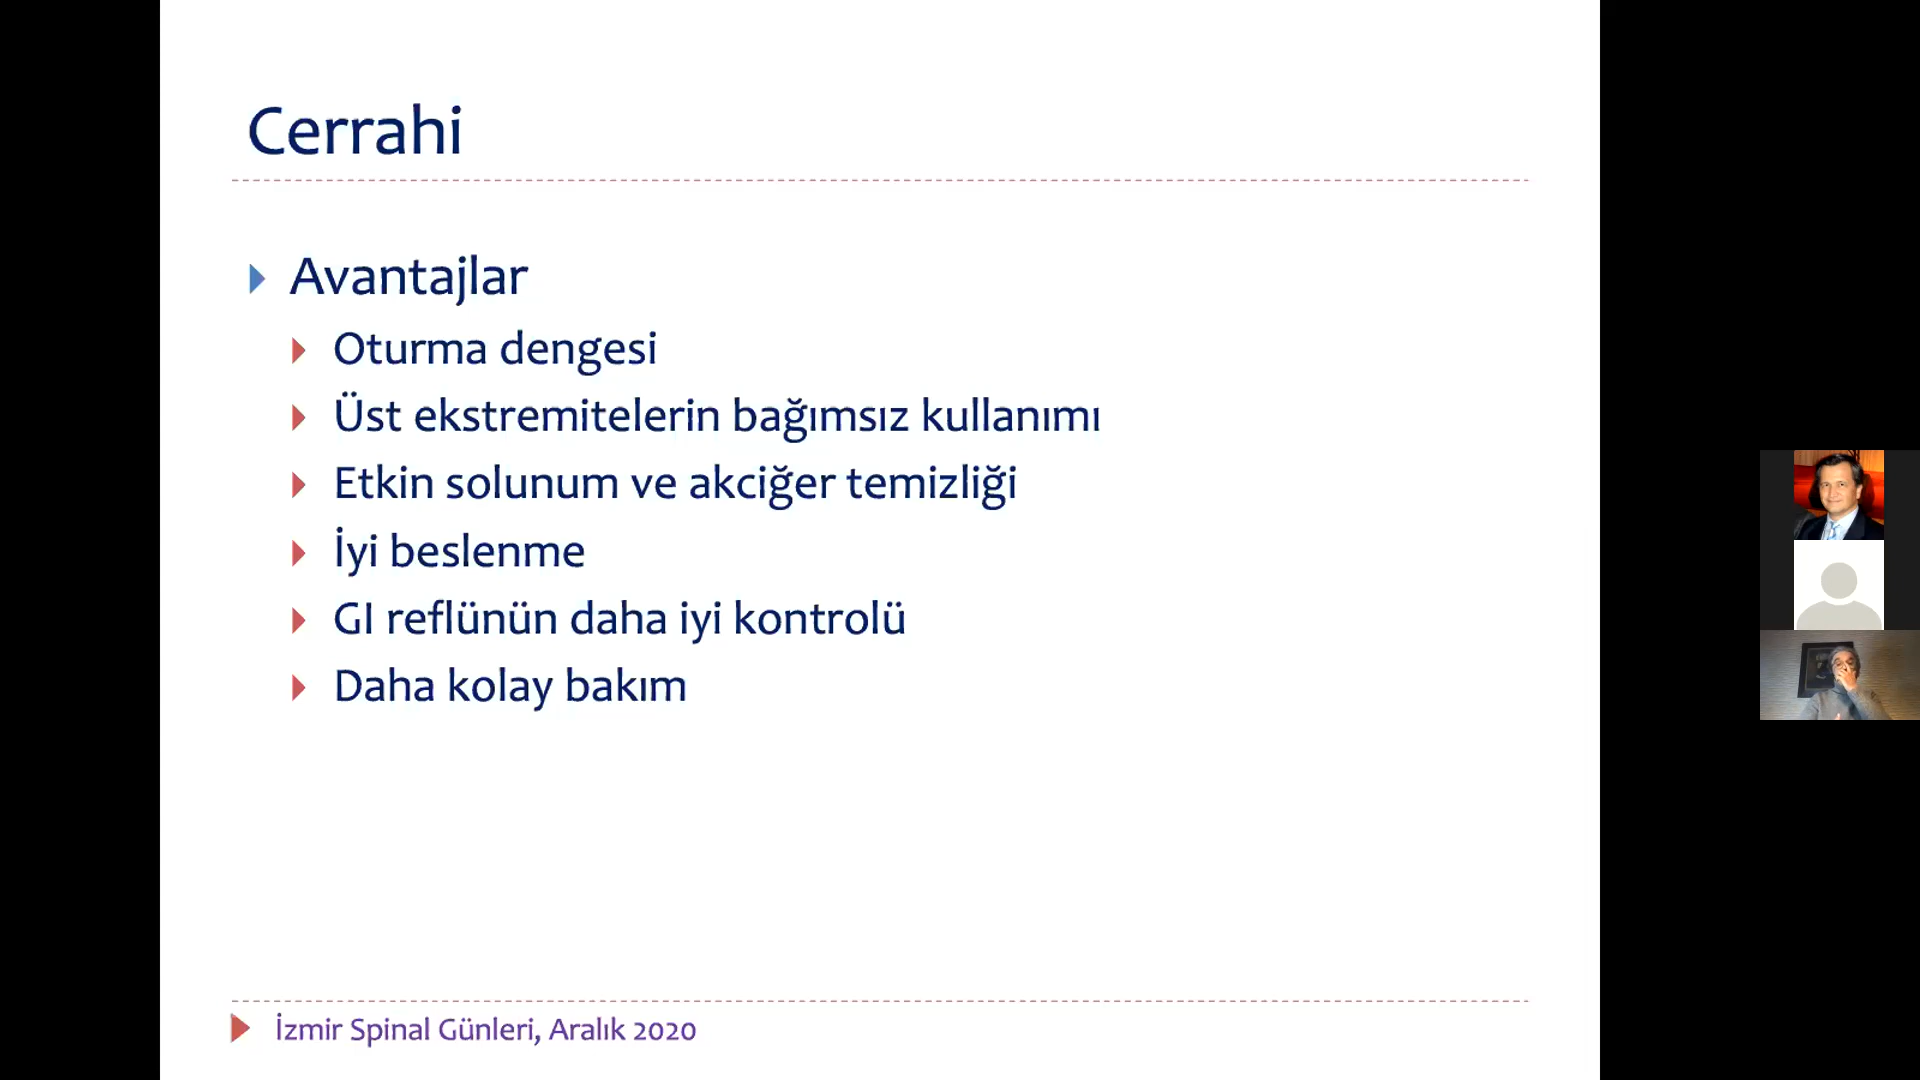 Cerrahi
Avantajlar
Oturma dengesi
Üst ekstremitelerin bağımsız kullanımı
Etkin solunum ve akciğer temizliği
İyi beslenme
GI reflünün daha iyi kontrolü
Daha kolay bakım
İzmir Spinal Günleri, Aralık 2020